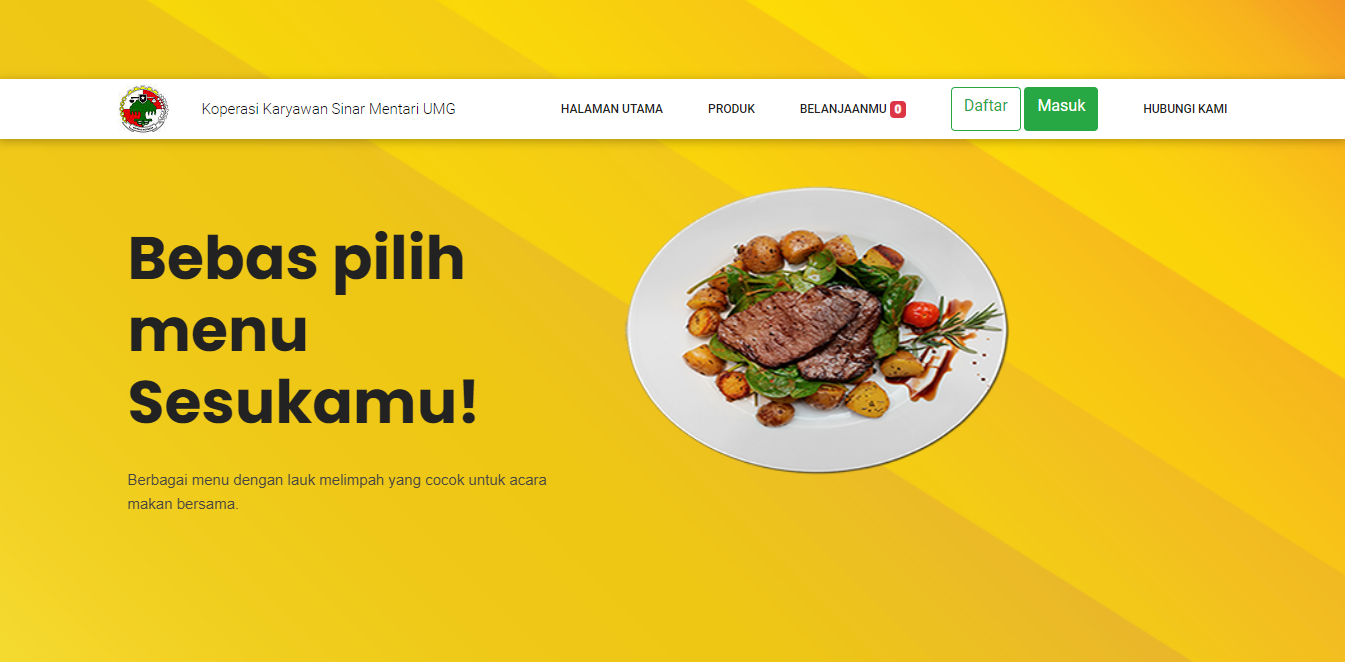 Koperasi Karyawan Sinar Mentari UMG
HALAMAN UTAMA
PRODUK
BELANJAANMU 0
Daftar
Masuk
HUBUNGI KAMI
Bebas pilih
menu
Sesukamu!
Berbagai menu dengan lauk melimpah yang cocok untuk acara
makan bersama.